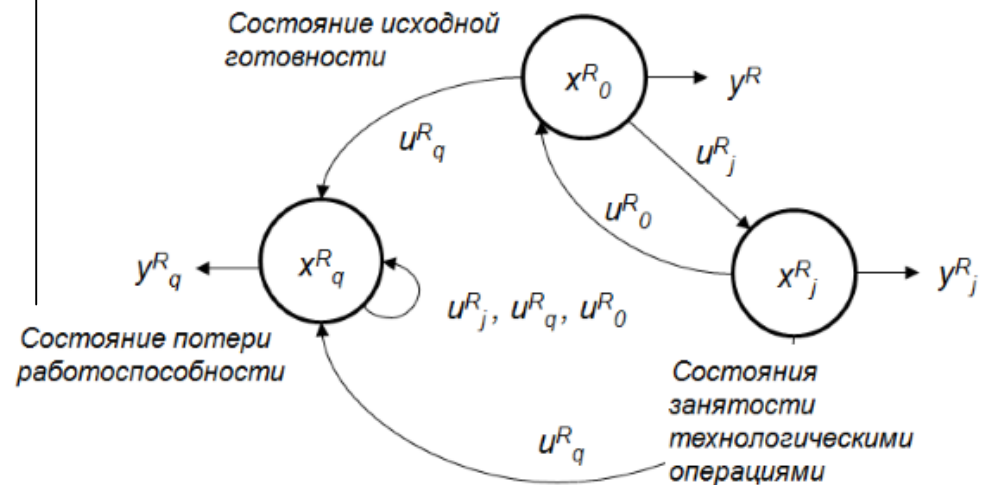 Состояние исходной
готовности
x^R_0
y^R
u^R_q
u^R_j
u^R_0
x^R_q
y^R_q
x^R_j
y^R_j
u^R_j, u^R_q, u^R_0
Состояние потери
работоспособности
Состояния
занятости
технологическими
операциями
u^R_q